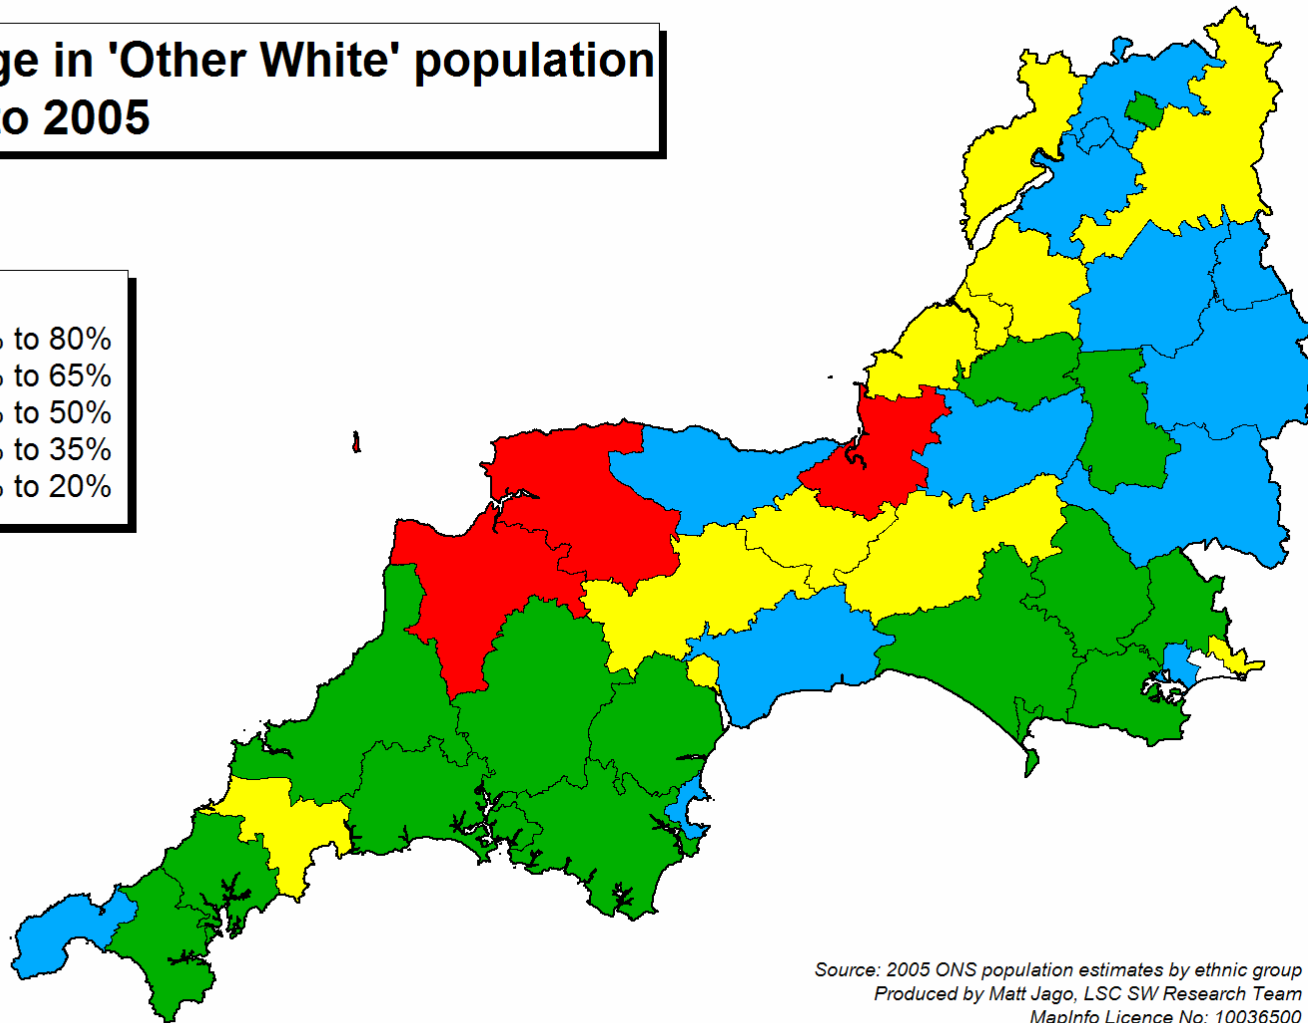 ge in 'Other White' population
to 2005
% to 80%
% to 65%
% to 50%
% to 35%
% to 20%
Source: 2005 ONS population estimates by ethnic group
Produced by Matt Jago, LSC SW Research Team
MapInfo Licence No: 10036500